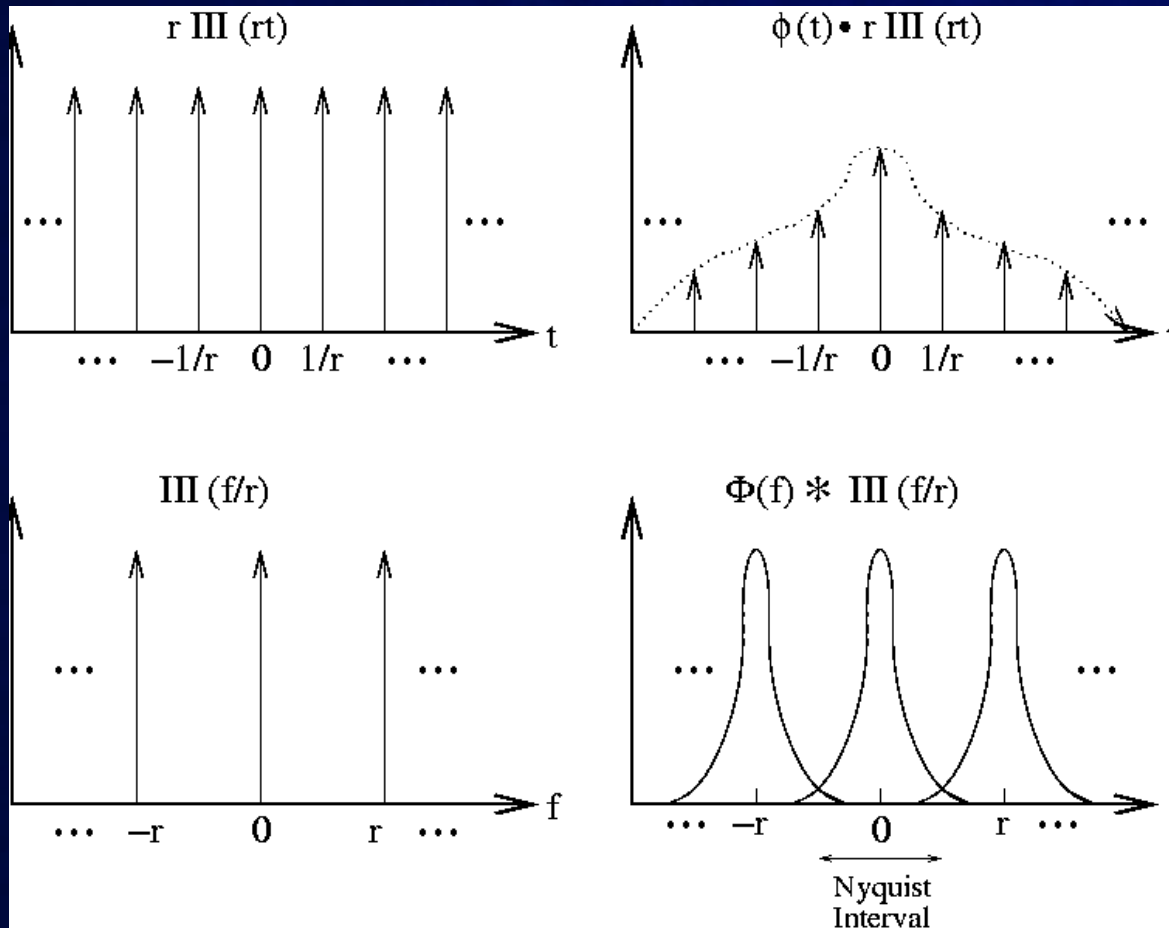 r III (rt)
ϕ(t) • r III (rt)
•••
•••
•••
•••
t
••• −1/r 0 1/r •••
••• −1/r 0 1/r •••
III (f/r)
Φ(f) * III (f/r)
•••
•••
•••
•••
f
••• −r 0 r •••
••• −r 0 r •••
Nyquist
Interval